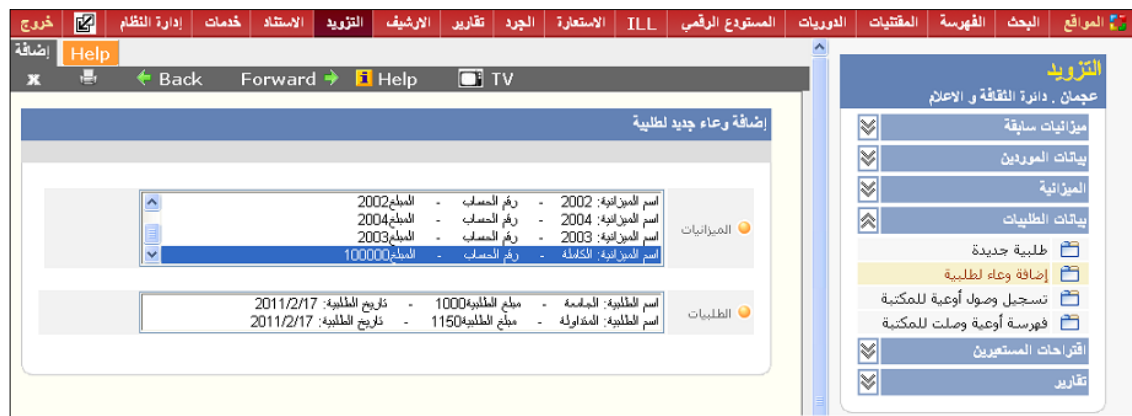 المواقع البحث الفهرسة المقتنيات الدوريات المستودع الرقمي ILL الاستعارة الجرد تقارير الارشيف التزويد الاستناد خدمات إدارة النظام خروج
إضافة Help
x Back Forward Help TV
التزويد
عجمان . دائرة الثقافة و الاعلام
ميزانيات سابقة
بيانات الموردين
الميزانية
بيانات الطلبيات
طلبية جديدة
إضافة وعاء لطلبية
تسجيل وصول أوعية للمكتبة
فهرسة أوعية وصلت للمكتبة
اقتراحات المستعيرين
تقارير
إضافة وعاء جديد لطلبية
الميزانيات
اسم الميزانية: 2002 - رقم الحساب - المبلغ2002
اسم الميزانية: 2004 - رقم الحساب - المبلغ2004
اسم الميزانية: 2003 - رقم الحساب - المبلغ2003
اسم الميزانية: الكاملة - رقم الحساب - المبلغ100000
الطلبيات
اسم الطلبية: الجامعة - مبلغ الطلبية1000 - تاريخ الطلبية: 2011/2/17
اسم الطلبية: المتداولة - مبلغ الطلبية1150 - تاريخ الطلبية: 2011/2/17